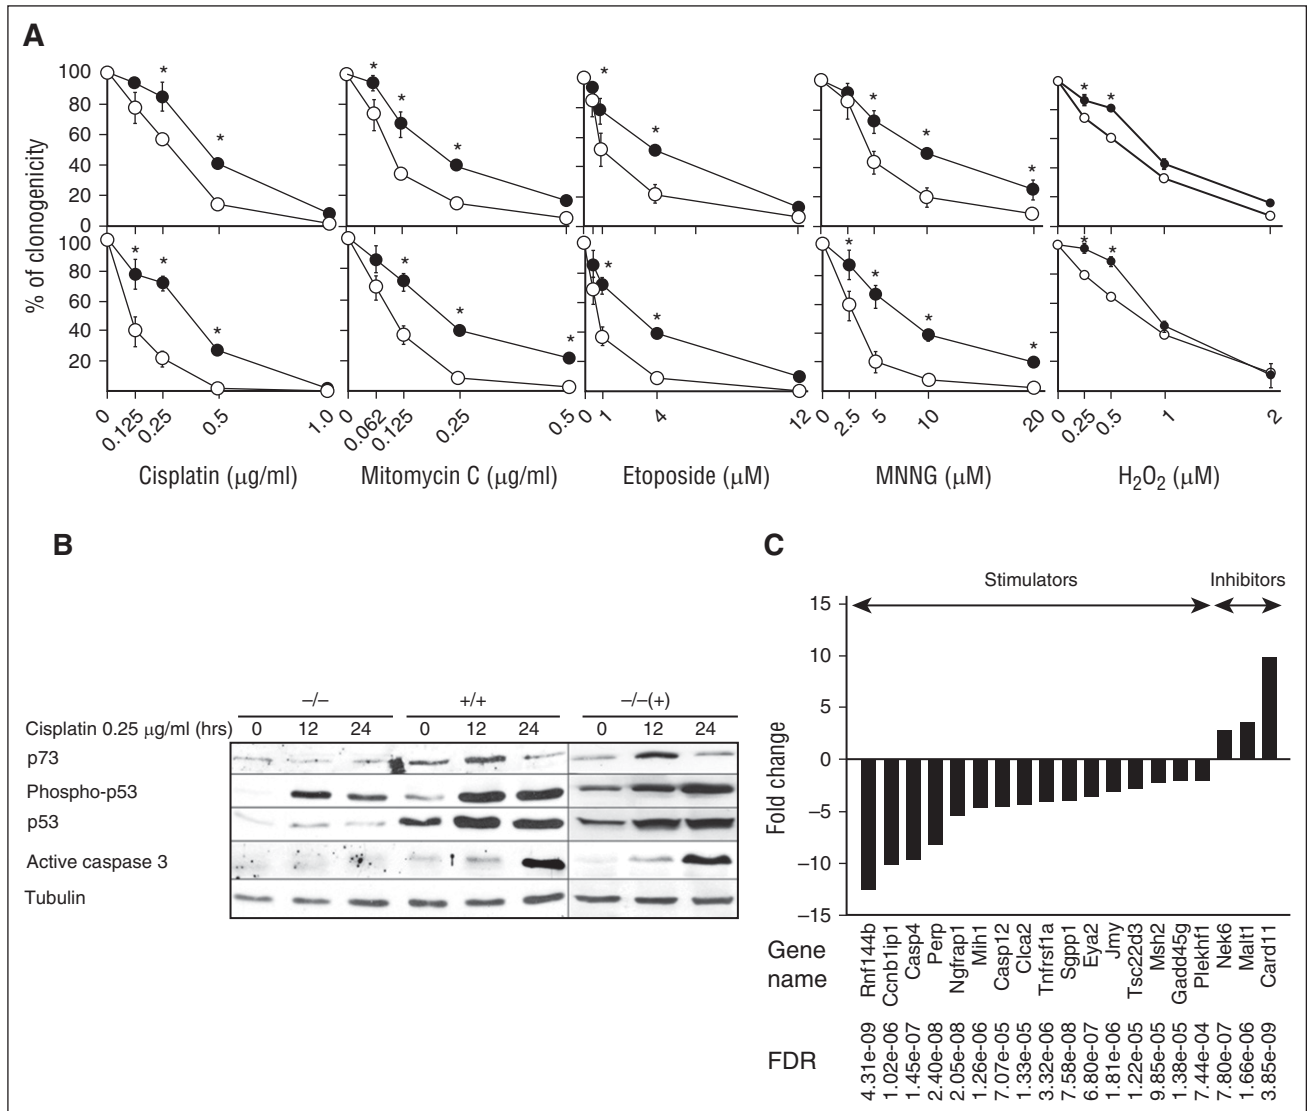 A
% of clonogenicity
100
80
60
40
20
0
100
80
60
40
20
* * * * * * * * * * * * *
* * * * * * * * * * * * * *
0 0.125 0.25 0.5 1.0
0 0.062 0.125 0.25 0.5
0 1 4 12
0 2.5 5 10 20
0 0.25 0.5 1 2
Cisplatin (μg/ml) Mitomycin C (μg/ml) Etoposide (μM) MNNG (μM) H2O2 (μM)
B
–/– +/+ –/–(+)
Cisplatin 0.25 μg/ml (hrs) 0 12 24 0 12 24 0 12 24
p73
Phospho-p53
p53
Active caspase 3
Tubulin
C
Stimulators Inhibitors
Fold change
15
10
5
0
–5
–10
–15
Gene name
Rnf144b Ccnb1ip1 Casp4 Perp Ngfrap1 Mih1 Casp12 Clca2 Tnfrsf1a Sgpp1 Eya2 Jmy Tsc22d3 Msh2 Gadd45g Plekhf1 Nek6 Malt1 Card11
FDR
4.31e-09 1.02e-06 1.45e-07 2.40e-08 2.05e-08 1.26e-06 7.07e-05 1.33e-05 3.32e-06 7.58e-08 6.80e-07 1.81e-06 1.22e-05 9.85e-05 1.38e-05 7.44e-04 7.80e-07 1.66e-06 3.85e-09